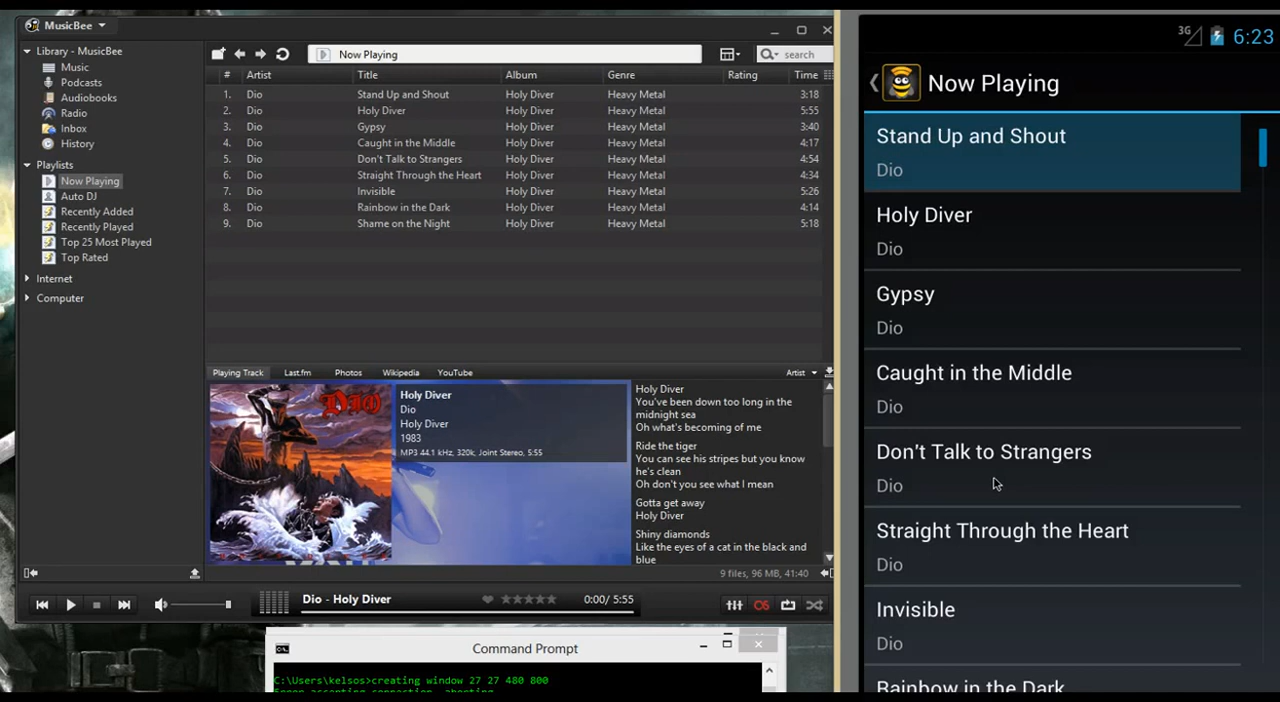 MusicBee
Library - MusicBee
Music
Podcasts
Audiobooks
Radio
Inbox
History
Playlists
Now Playing
Auto DJ
Recently Added
Recently Played
Top 25 Most Played
Top Rated
Internet
Computer
Now Playing
search
# Artist Title Album Genre Rating Time
1. Dio Stand Up and Shout Holy Diver Heavy Metal 3:18
2. Dio Holy Diver Holy Diver Heavy Metal 5:55
3. Dio Gypsy Holy Diver Heavy Metal 3:40
4. Dio Caught in the Middle Holy Diver Heavy Metal 4:17
5. Dio Don't Talk to Strangers Holy Diver Heavy Metal 4:54
6. Dio Straight Through the Heart Holy Diver Heavy Metal 4:34
7. Dio Invisible Holy Diver Heavy Metal 5:26
8. Dio Rainbow in the Dark Holy Diver Heavy Metal 4:14
9. Dio Shame on the Night Holy Diver Heavy Metal 5:18
Playing Track Last.fm Photos Wikipedia YouTube Artist
DIO
Holy Diver
Dio
Holy Diver
1983
MP3 44.1 kHz, 320k, Joint Stereo, 5:55
Holy Diver
You've been down too long in the
midnight sea
Oh what's becoming of me
Ride the tiger
You can see his stripes but you know
he's clean
Oh don't you see what I mean
Gotta get away
Holy Diver
Shiny diamonds
Like the eyes of a cat in the black and
blue
9 files, 96 MB, 41:40
Dio - Holy Diver
0:00/ 5:55
Command Prompt
C:\Users\kelsos>creating window 27 27 480 800
Error accepting connection, aborting
3G 6:23
Now Playing
Stand Up and Shout
Dio
Holy Diver
Dio
Gypsy
Dio
Caught in the Middle
Dio
Don't Talk to Strangers
Dio
Straight Through the Heart
Dio
Invisible
Dio
Rainbow in the Dark